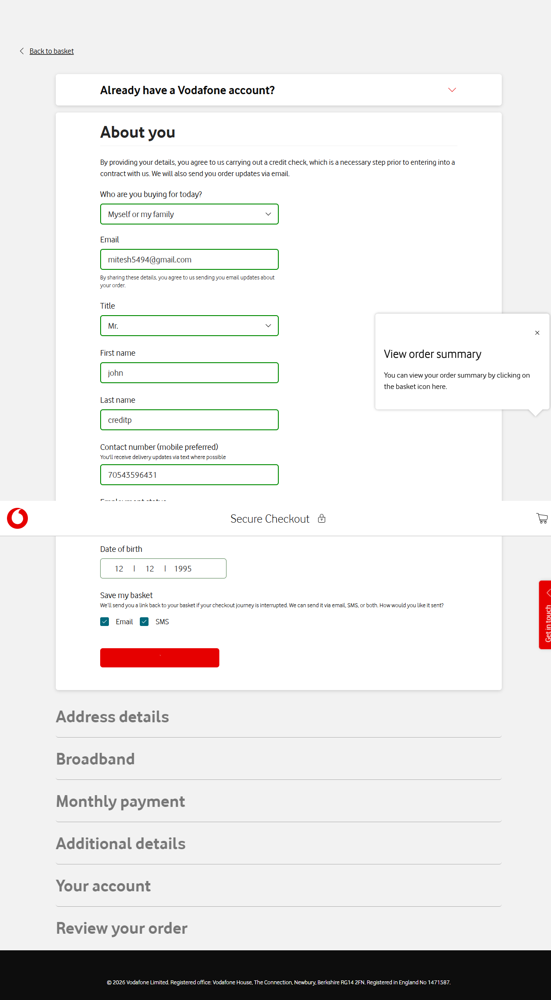 Back to basket
Already have a Vodafone account?
About you
By providing your details, you agree to us carrying out a credit check, which is a necessary step prior to entering into a
contract with us. We will also send you order updates via email.
Who are you buying for today?
Myself or my family
Email
mitesh5494@gmail.com
By sharing these details, you agree to us sending you email updates about
your order.
Title
Mr.
First name
john
View order summary
You can view your order summary by clicking on
the basket icon here.
Last name
creditp
Contact number (mobile preferred)
You'll receive delivery updates via text where possible
70543596431
Secure Checkout
Date of birth
12 | 12 | 1995
Save my basket
We'll send you a link back to your basket if your checkout journey is interrupted. We can send it via email, SMS, or both. How would you like it sent?
Email SMS
Get in touch
Address details
Broadband
Monthly payment
Additional details
Your account
Review your order
© 2026 Vodafone Limited. Registered office: Vodafone House, The Connection, Newbury, Berkshire RG14 2FN. Registered in England No 1471587.